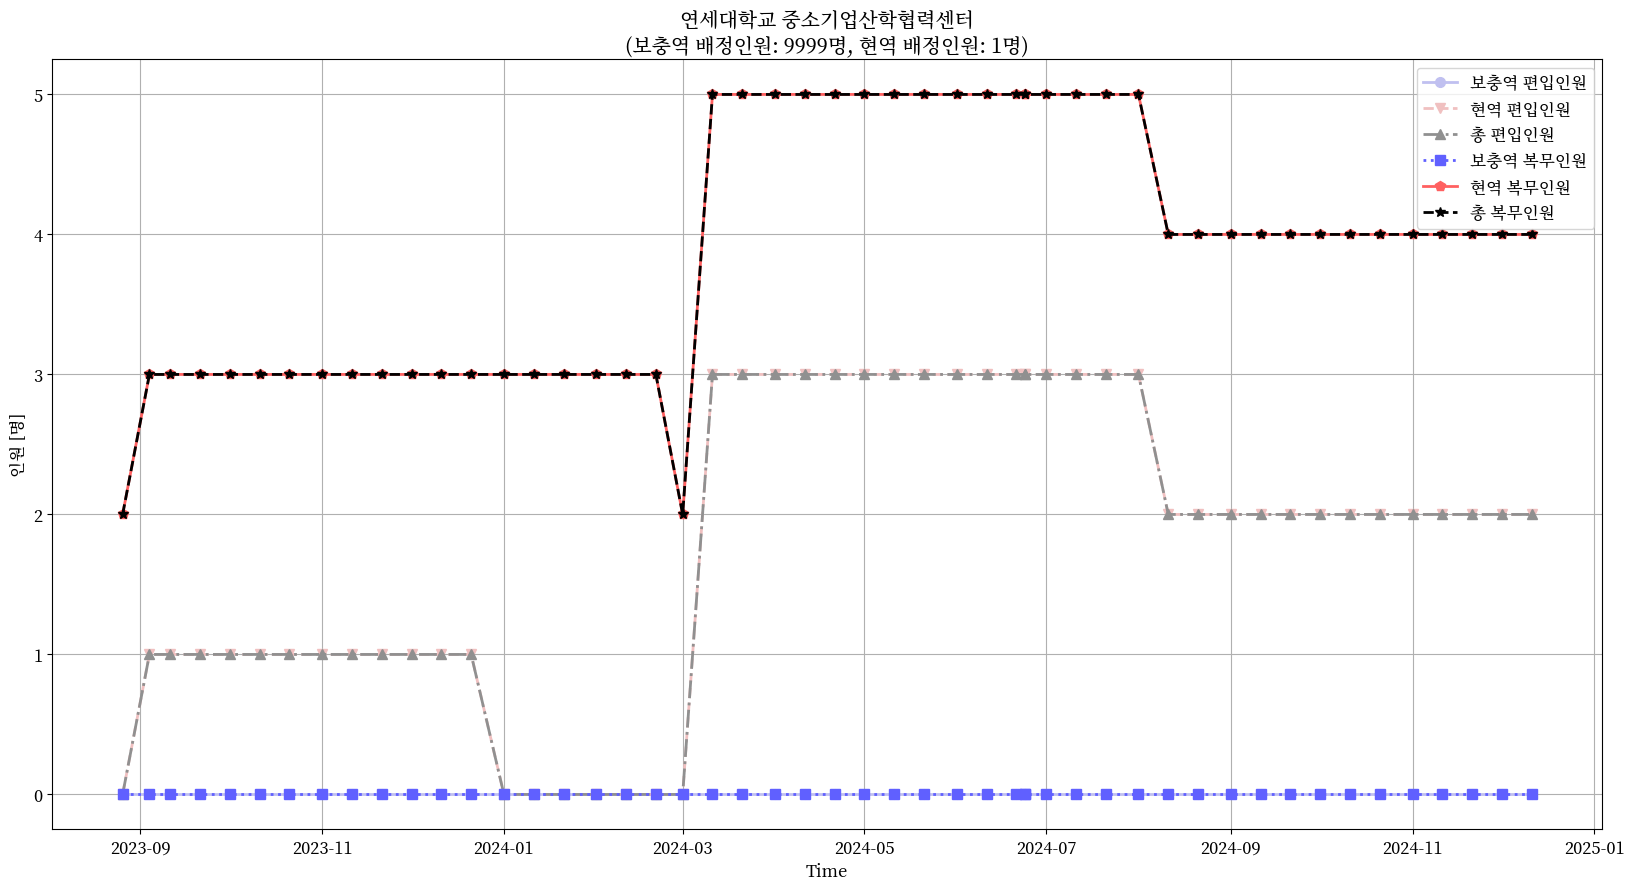 연세대학교 중소기업산학협력센터
(보충역 배정인원: 9999명, 현역 배정인원: 1명)
보충역 편입인원
현역 편입인원
총 편입인원
보충역 복무인원
현역 복무인원
총 복무인원
인원 [명]
5
4
3
2
1
0
2023-09
2023-11
2024-01
2024-03
2024-05
2024-07
2024-09
2024-11
2025-01
Time